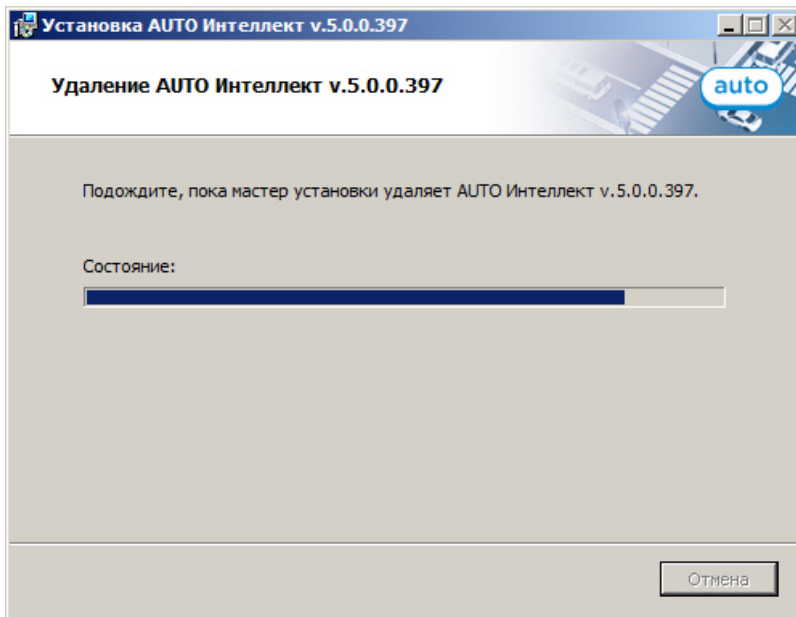 Установка AUTO Интеллект v.5.0.0.397
Удаление AUTO Интеллект v.5.0.0.397
auto
Подождите, пока мастер установки удаляет AUTO Интеллект v.5.0.0.397.
Состояние:
Отмена